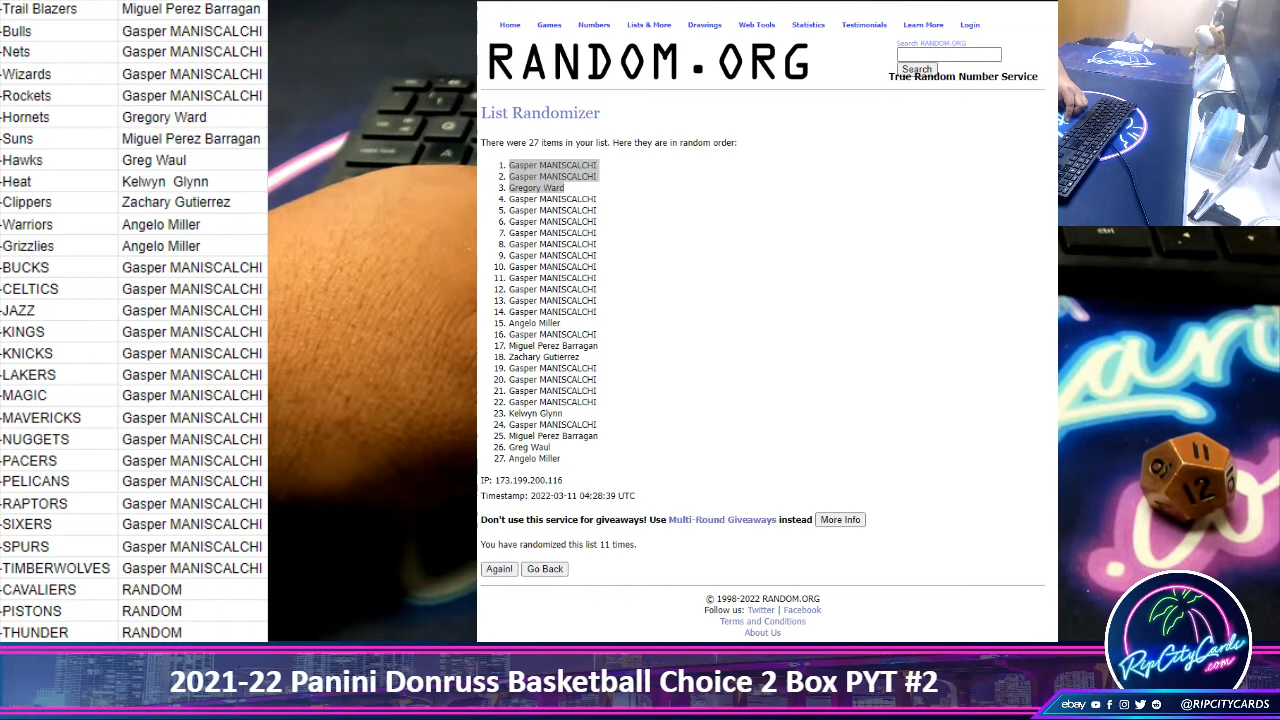 -Trail Blazers Miguel Perez Barragan
-Bulls Gasper MANISCALCHI
-Nets Gasper MANISCALCHI
-Wizards Gasper MANISCALCHI
-Rockets Gasper MANISCALCHI
-Hornets Gregory Ward
-Suns Miguel Perez Barragan
-Hawks Greg Waul
-Heat Kelwyn Glynn
-Clippers Zachary Gutierrez
-Warriors Angelo Miller
-Grizzlies Angelo Miller
-BUCKS Gasper MANISCALCHI
-CELTICS Gasper MANISCALCHI
-JAZZ Gasper MANISCALCHI
-KINGS Gasper MANISCALCHI
-KNICKS Gasper MANISCALCHI
-LAKERS Gasper MANISCALCHI
-MAGIC Gasper MANISCALCHI
-MAVERICKS Gasper MANISCALCHI
-NUGGETS Gasper MANISCALCHI
-PACERS Gasper MANISCALCHI
-PELICANS Gasper MANISCALCHI
-RAPTORS Gasper MANISCALCHI
-SIXERS Gasper MANISCALCHI
-SPURS Gasper MANISCALCHI
-TIMBERWOLVES Gasper MANISCALCHI
-CAVALIERS RANDOM
-PISTONS RANDOM
-THUNDER RANDOM
Home Games Numbers Lists & More Drawings Web Tools Statistics Testimonials Learn More Login
RANDOM.ORG
Search RANDOM.ORG
Search
True Random Number Service
List Randomizer
There were 27 items in your list. Here they are in random order:
1. Gasper MANISCALCHI
2. Gasper MANISCALCHI
3. Gregory Ward
4. Gasper MANISCALCHI
5. Gasper MANISCALCHI
6. Gasper MANISCALCHI
7. Gasper MANISCALCHI
8. Gasper MANISCALCHI
9. Gasper MANISCALCHI
10. Gasper MANISCALCHI
11. Gasper MANISCALCHI
12. Gasper MANISCALCHI
13. Gasper MANISCALCHI
14. Gasper MANISCALCHI
15. Angelo Miller
16. Gasper MANISCALCHI
17. Miguel Perez Barragan
18. Zachary Gutierrez
19. Gasper MANISCALCHI
20. Gasper MANISCALCHI
21. Gasper MANISCALCHI
22. Gasper MANISCALCHI
23. Kelwyn Glynn
24. Gasper MANISCALCHI
25. Miguel Perez Barragan
26. Greg Waul
27. Angelo Miller
IP: 173.199.200.116
Timestamp: 2022-03-11 04:28:39 UTC
Don't use this service for giveaways! Use Multi-Round Giveaways instead More Info
You have randomized this list 11 times.
Again! Go Back
© 1998-2022 RANDOM.ORG
Follow us: Twitter | Facebook
Terms and Conditions
About Us
11
12
2021-22 Panini Donruss Basketball Choice 2 Box PYT #2
RipCityCards
.com
ebay @RIPCITYCARDS